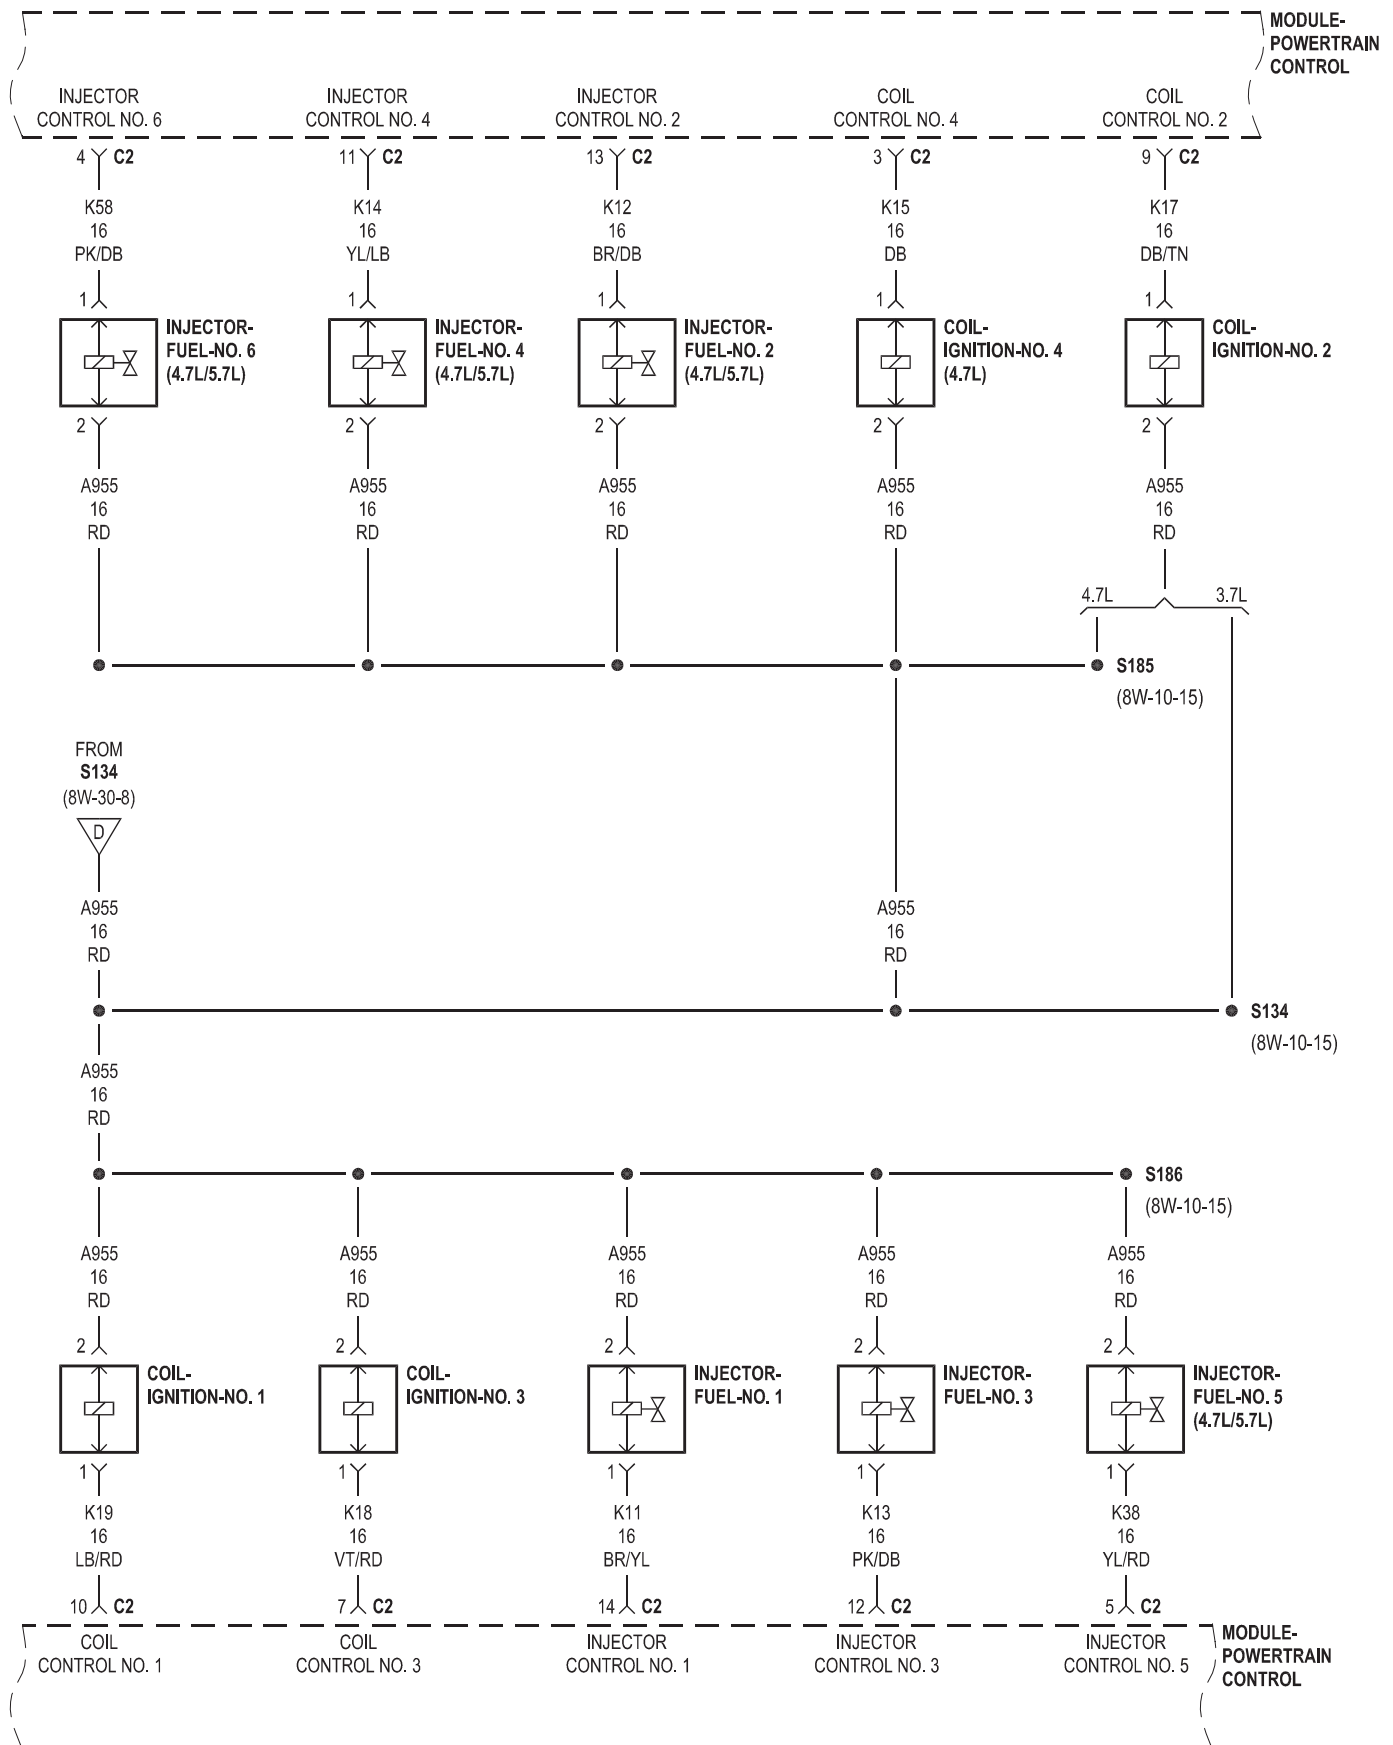 MODULE-
POWERTRAIN
CONTROL
INJECTOR
CONTROL NO. 6
INJECTOR
CONTROL NO. 4
INJECTOR
CONTROL NO. 2
COIL
CONTROL NO. 4
COIL
CONTROL NO. 2
4 C2
11 C2
13 C2
3 C2
9 C2
K58
16
PK/DB
K14
16
YL/LB
K12
16
BR/DB
K15
16
DB
K17
16
DB/TN
1
1
1
1
1
INJECTOR-
FUEL-NO. 6
(4.7L/5.7L)
INJECTOR-
FUEL-NO. 4
(4.7L/5.7L)
INJECTOR-
FUEL-NO. 2
(4.7L/5.7L)
COIL-
IGNITION-NO. 4
(4.7L)
COIL-
IGNITION-NO. 2
2
2
2
2
2
A955
16
RD
A955
16
RD
A955
16
RD
A955
16
RD
A955
16
RD
4.7L
3.7L
S185
(8W-10-15)
FROM
S134
(8W-30-8)
D
A955
16
RD
A955
16
RD
S134
(8W-10-15)
A955
16
RD
S186
(8W-10-15)
A955
16
RD
A955
16
RD
A955
16
RD
A955
16
RD
A955
16
RD
2
2
2
2
2
COIL-
IGNITION-NO. 1
COIL-
IGNITION-NO. 3
INJECTOR-
FUEL-NO. 1
INJECTOR-
FUEL-NO. 3
INJECTOR-
FUEL-NO. 5
(4.7L/5.7L)
1
1
1
1
1
K19
16
LB/RD
K18
16
VT/RD
K11
16
BR/YL
K13
16
PK/DB
K38
16
YL/RD
10 C2
7 C2
14 C2
12 C2
5 C2
COIL
CONTROL NO. 1
COIL
CONTROL NO. 3
INJECTOR
CONTROL NO. 1
INJECTOR
CONTROL NO. 3
INJECTOR
CONTROL NO. 5
MODULE-
POWERTRAIN
CONTROL